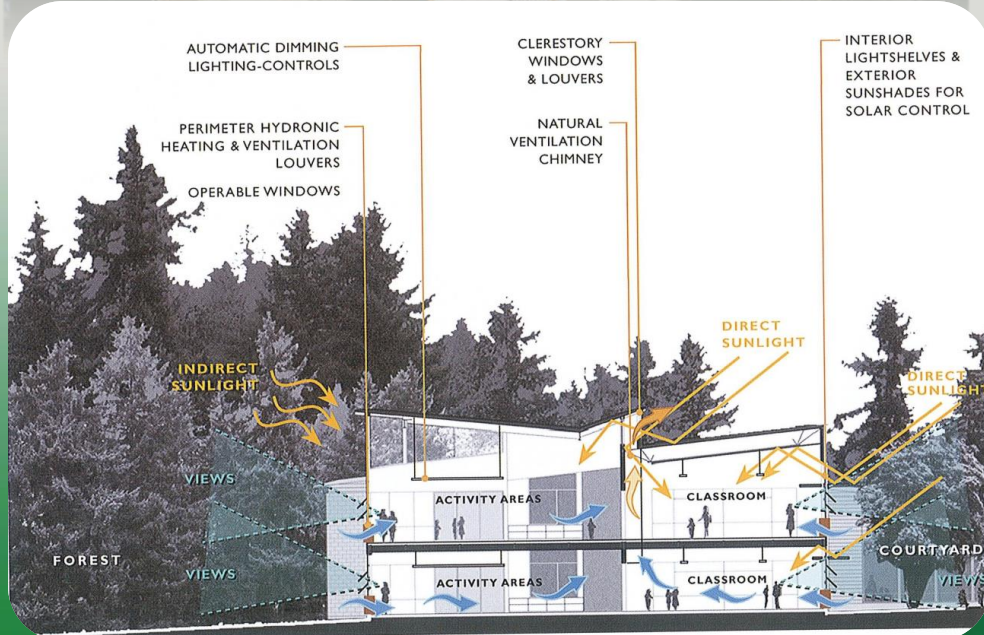 AUTOMATIC DIMMING
LIGHTING-CONTROLS
PERIMETER HYDRONIC
HEATING & VENTILATION
LOUVERS
OPERABLE WINDOWS
CLERESTORY
WINDOWS
& LOUVERS
NATURAL
VENTILATION
CHIMNEY
INTERIOR
LIGHTSHELVES &
EXTERIOR
SUNSHADES FOR
SOLAR CONTROL
DIRECT
SUNLIGHT
INDIRECT
SUNLIGHT
DIRECT
SUNLIGHT
VIEWS
ACTIVITY AREAS
CLASSROOM
FOREST
COURTYARD
VIEWS
ACTIVITY AREAS
CLASSROOM
VIEWS